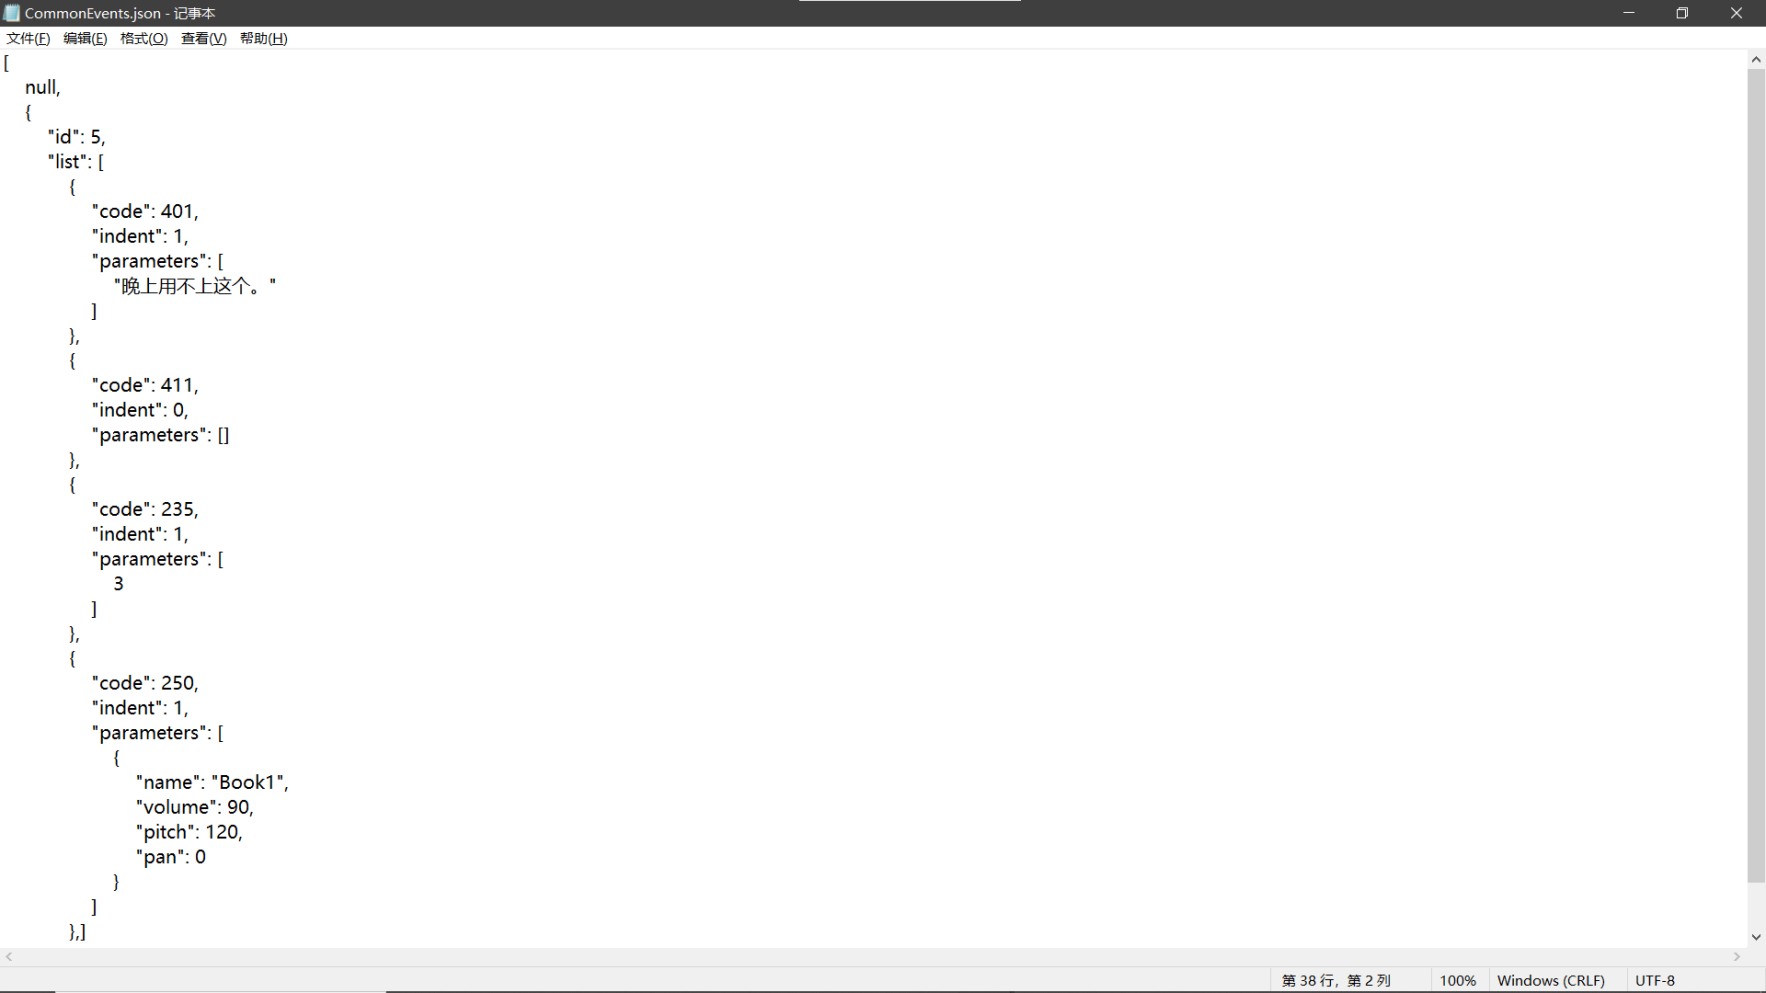 CommonEvents.json - 记事本
文件(F) 编辑(E) 格式(O) 查看(V) 帮助(H)
[
null,
{
"id": 5,
"list": [
{
"code": 401,
"indent": 1,
"parameters": [
"晚上用不上这个。"
]
},
{
"code": 411,
"indent": 0,
"parameters": []
},
{
"code": 235,
"indent": 1,
"parameters": [
3
]
},
{
"code": 250,
"indent": 1,
"parameters": [
{
"name": "Book1",
"volume": 90,
"pitch": 120,
"pan": 0
}
]
},]
第 38 行，第 2 列 100% Windows (CRLF) UTF-8